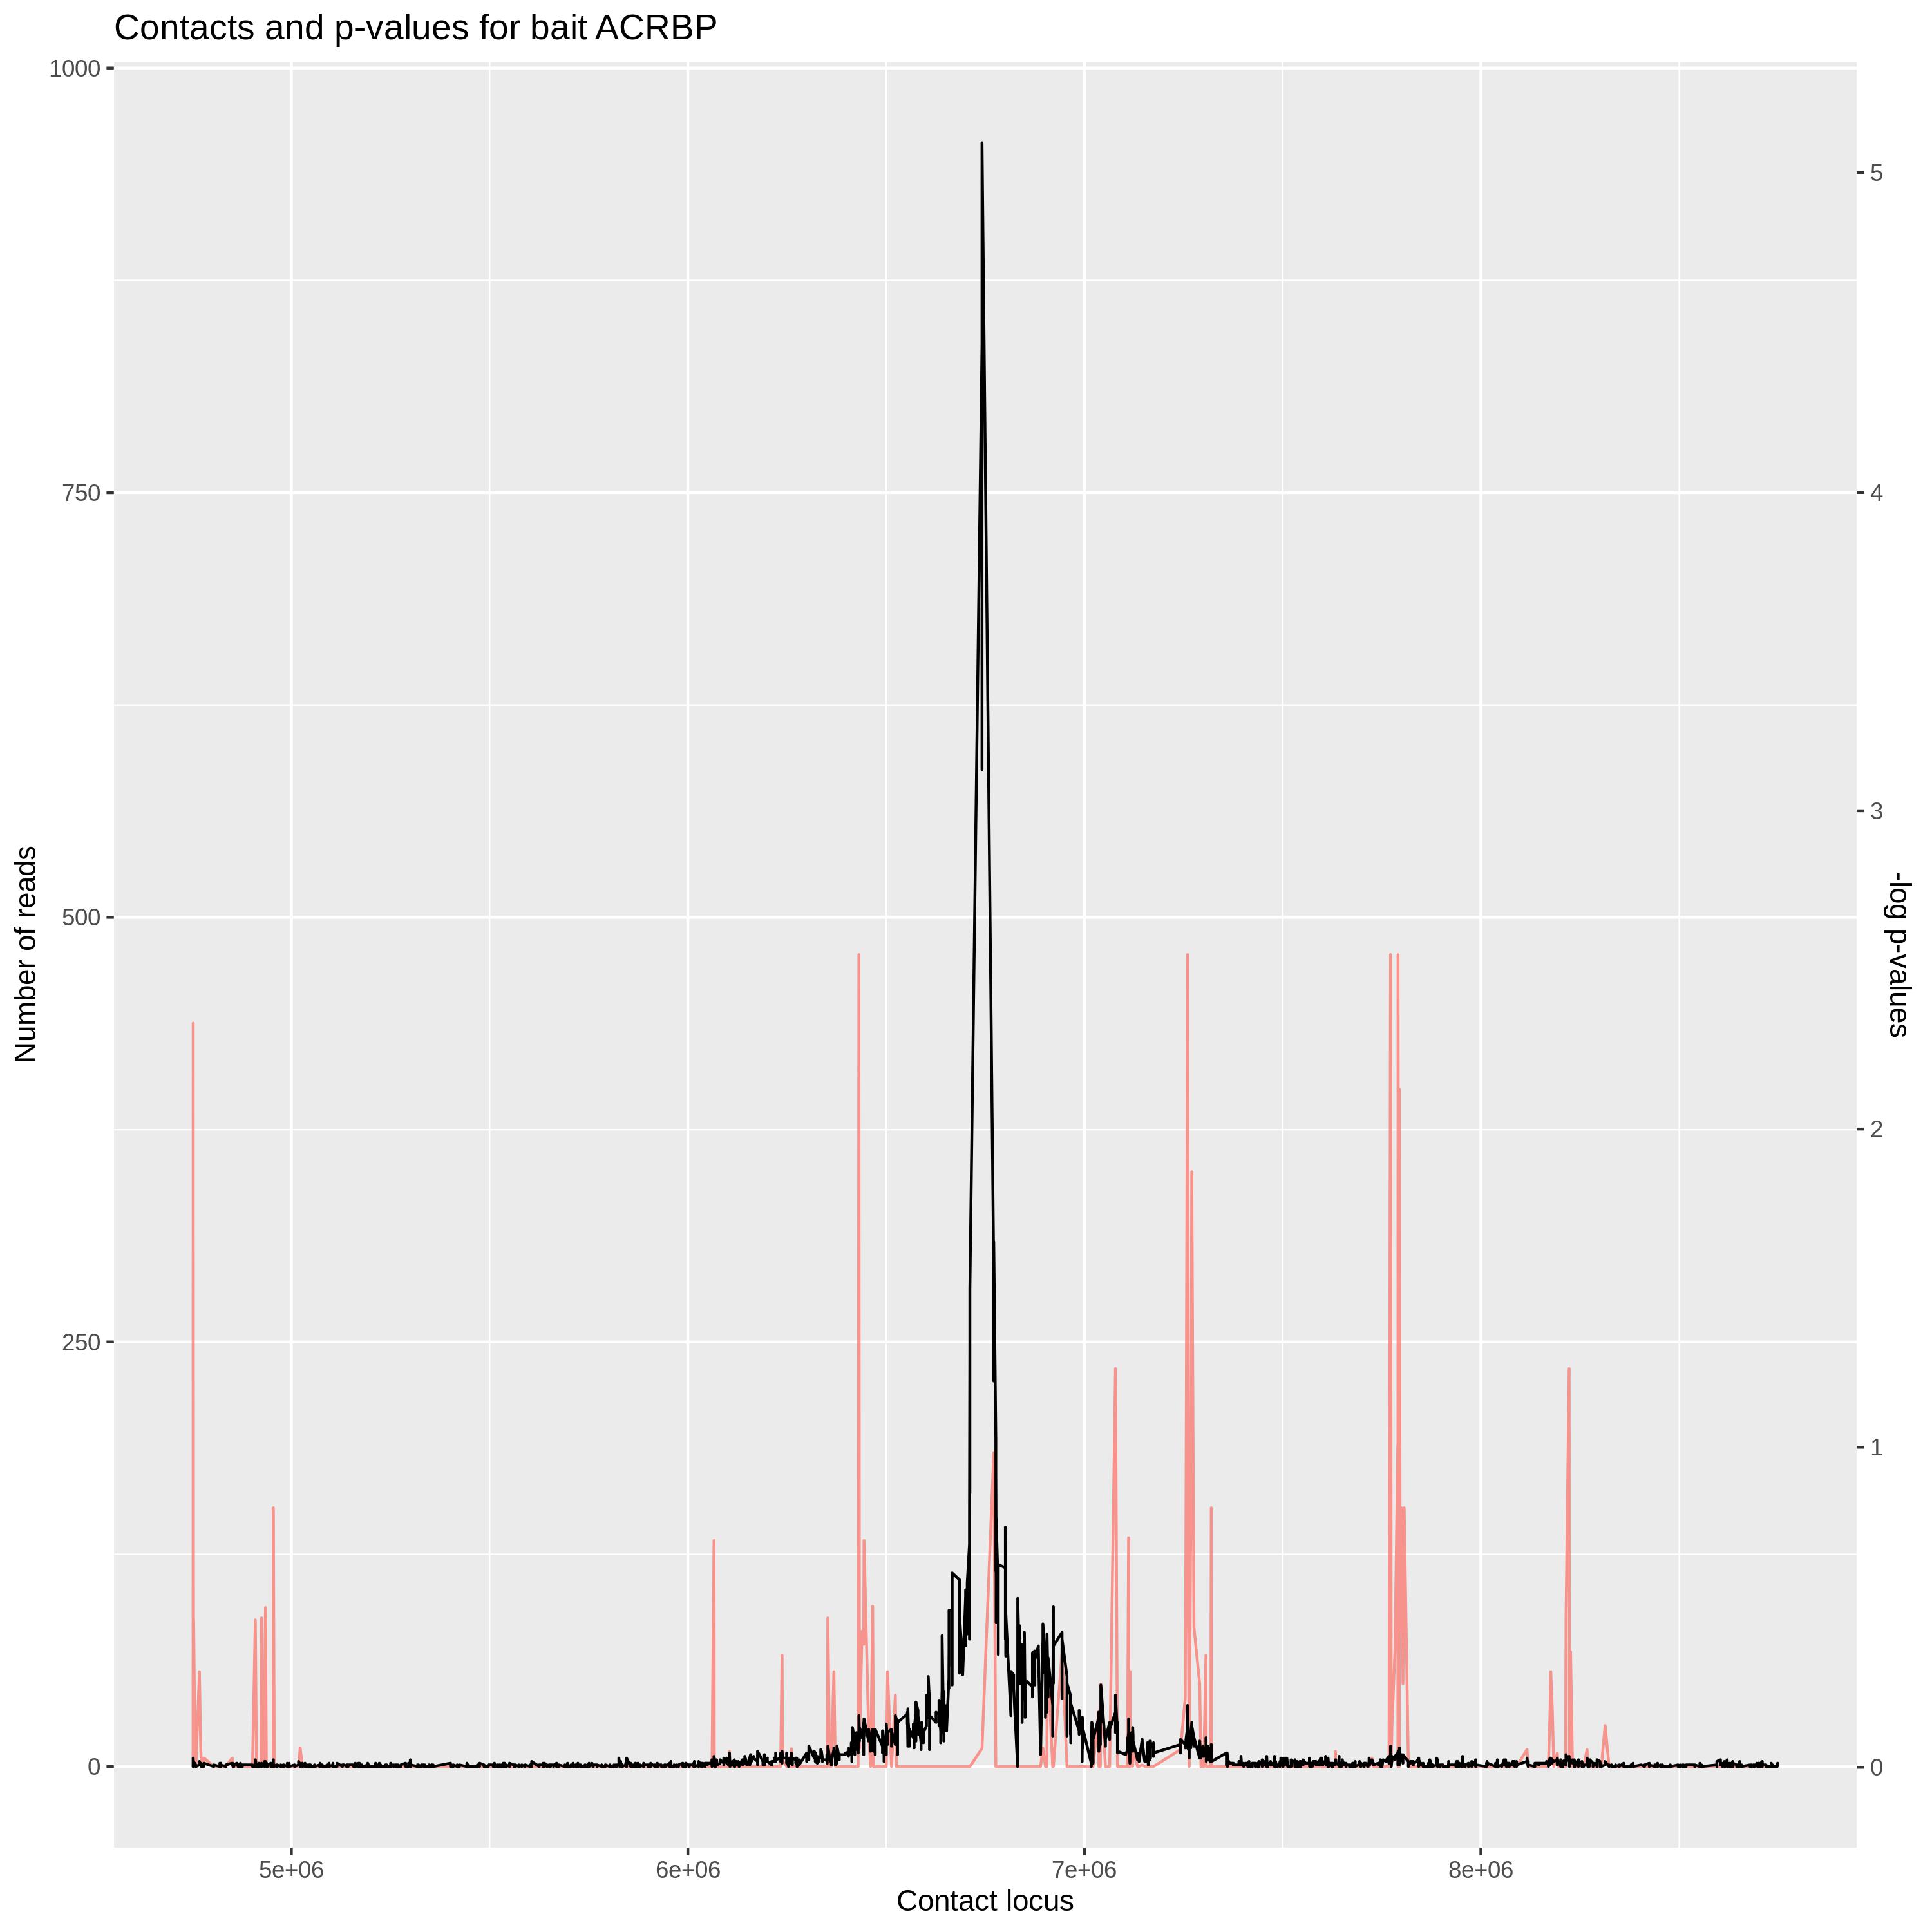 Contacts and p-values for bait ACRBP
1000
750
500
250
0
5
4
3
2
1
0
Number of reads
-log p-values
5e+06
6e+06
7e+06
8e+06
Contact locus